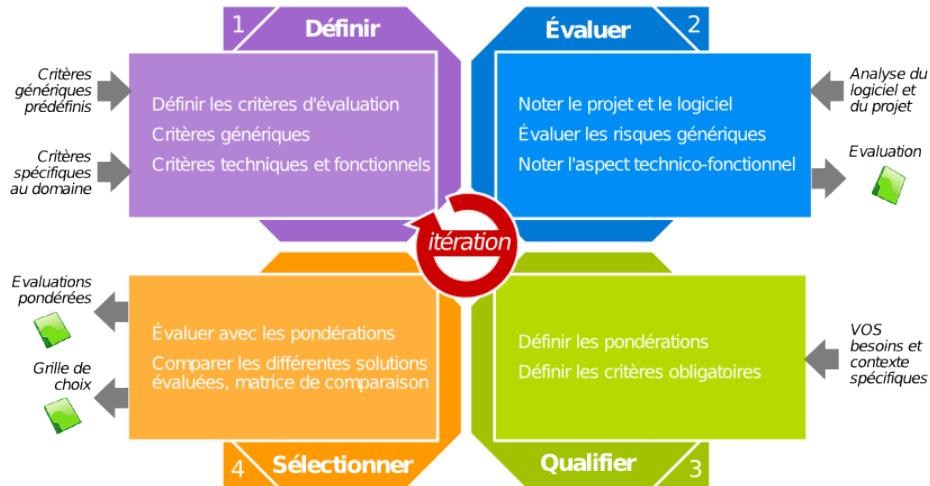 1
Définir
Critères
génériques
prédéfinis
Critères
spécifiques
au domaine
Définir les critères d'évaluation
Critères génériques
Critères techniques et fonctionnels
Évaluer
2
Noter le projet et le logiciel
Évaluer les risques génériques
Noter l'aspect technico-fonctionnel
Analyse du
logiciel et
du projet
Evaluation
itération
Evaluations
pondérées
Grille de
choix
Évaluer avec les pondérations
Comparer les différentes solutions
évaluées, matrice de comparaison
4
Sélectionner
Définir les pondérations
Définir les critères obligatoires
VOS
besoins et
contexte
spécifiques
Qualifier
3